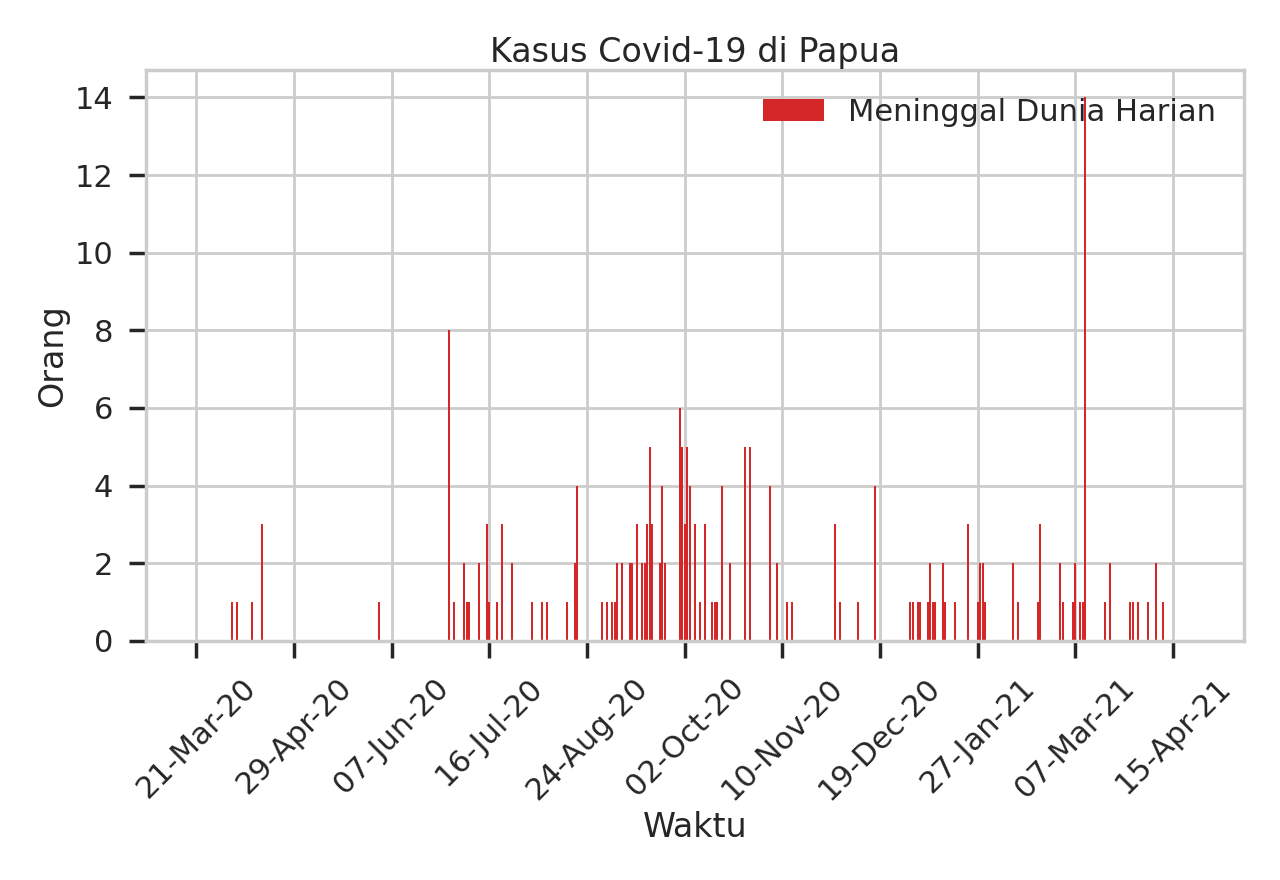 Kasus Covid-19 di Papua
Meninggal Dunia Harian
Orang
14
12
10
8
6
4
2
0
21-Mar-20
29-Apr-20
07-Jun-20
16-Jul-20
24-Aug-20
02-Oct-20
10-Nov-20
19-Dec-20
27-Jan-21
07-Mar-21
15-Apr-21
Waktu